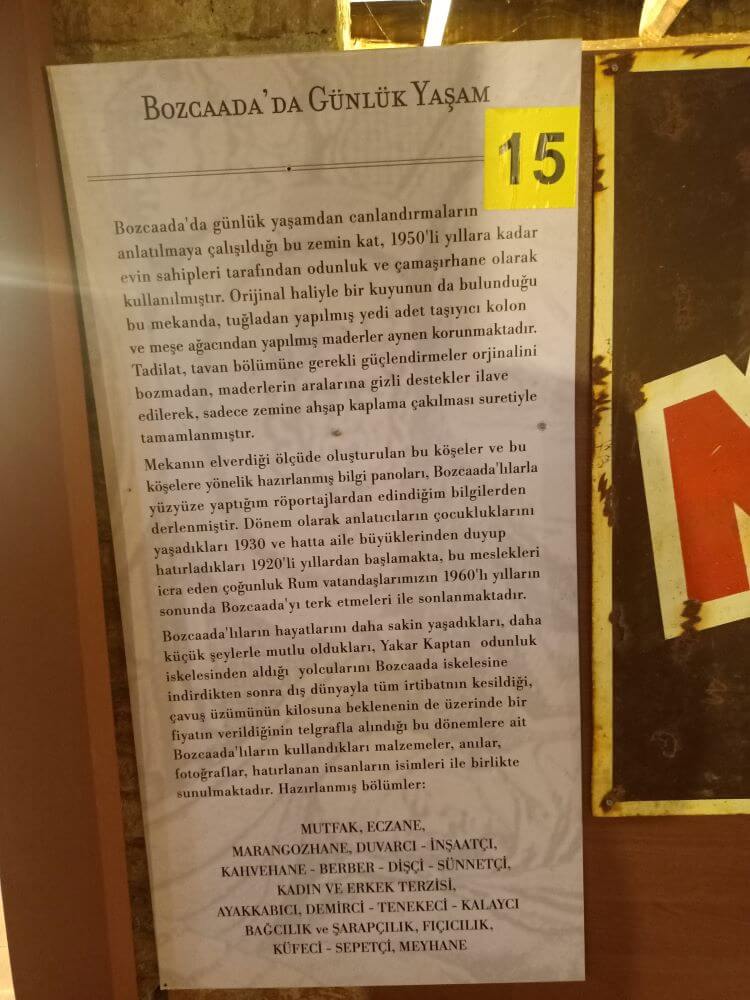 BOZCAADA'DA GÜNLÜK YAŞAM
15
Bozcaada'da günlük yaşamdan canlandırmaların
anlatılmaya çalışıldığı bu zemin kat, 1950'li yıllara kadar
evin sahipleri tarafından odunluk ve çamaşırhane olarak
kullanılmıştır. Orijinal haliyle bir kuyunun da bulunduğu
bu mekanda, tuğladan yapılmış yedi adet taşıyıcı kolon
ve meşe ağacından yapılmış maderler aynen korunmaktadır.
Tadilat, tavan bölümüne gerekli güçlendirmeler orjinalini
bozmadan, maderlerin aralarına gizli destekler ilave
edilerek, sadece zemine ahşap kaplama çakılması suretiyle
tamamlanmıştır.
Mekanın elverdiği ölçüde oluşturulan bu köşeler ve bu
köşelere yönelik hazırlanmış bilgi panoları, Bozcaada'lılarla
yüzyüze yaptığım röportajlardan edindiğim bilgilerden
derlenmiştir. Dönem olarak anlatıcıların çocukluklarını
yaşadıkları 1930 ve hatta aile büyüklerinden duyup
hatırladıkları 1920'li yıllardan başlamakta, bu meslekleri
icra eden çoğunluk Rum vatandaşlarımızın 1960'lı yılların
sonunda Bozcaada'yı terk etmeleri ile sonlanmaktadır.
Bozcaada'lıların hayatlarını daha sakin yaşadıkları, daha
küçük şeylerle mutlu oldukları, Yakar Kaptan odunluk
iskelesinden aldığı yolcularını Bozcaada iskelesine
indirdikten sonra dış dünyayla tüm irtibatnın kesildiği,
çavuş üzümünün kilosuna beklenenin de üzerinde bir
fiyatın verildiğinin telgrafla alındığı bu dönemlere ait
Bozcaada'lıların kullandıkları malzemeler, anılar,
fotoğraflar, hatırlanan insanların isimleri ile birlikte
sunulmaktadır. Hazırlanmış bölümler:
MUTFAK, ECZANE,
MARANGOZHANE, DUVARCI - İNŞAATÇI,
KAHVEHANE - BERBER - DİŞÇİ - SÜNNETÇİ,
KADIN VE ERKEK TERZİSİ,
AYAKKABICI, DEMİRCİ - TENEKECİ - KALAYCI
BAĞCILIK ve ŞARAPÇILIK, FIÇICILIK,
KÜFECİ - SEPETÇİ, MEYHANE